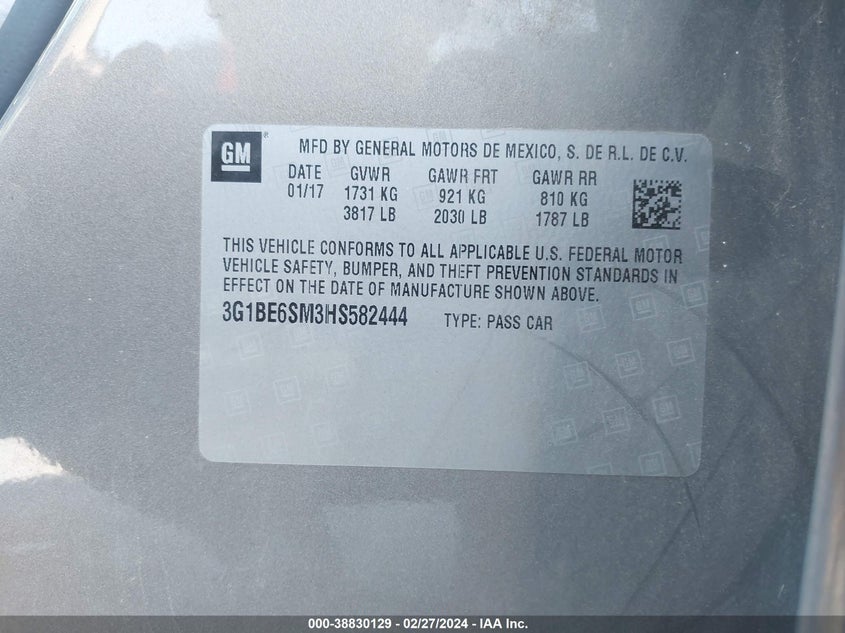 GM ® MFD BY GENERAL MOTORS DE MEXICO, S. DE R.L. DE C.V.
DATE GVWR GAWR FRT GAWR RR
01/17 1731 KG 921 KG 810 KG
3817 LB 2030 LB 1787 LB
THIS VEHICLE CONFORMS TO ALL APPLICABLE U.S. FEDERAL MOTOR
VEHICLE SAFETY, BUMPER, AND THEFT PREVENTION STANDARDS IN
EFFECT ON THE DATE OF MANUFACTURE SHOWN ABOVE.
3G1BE6SM3HS582444 TYPE: PASS CAR
000-38830129 - 02/27/2024 - IAA Inc.